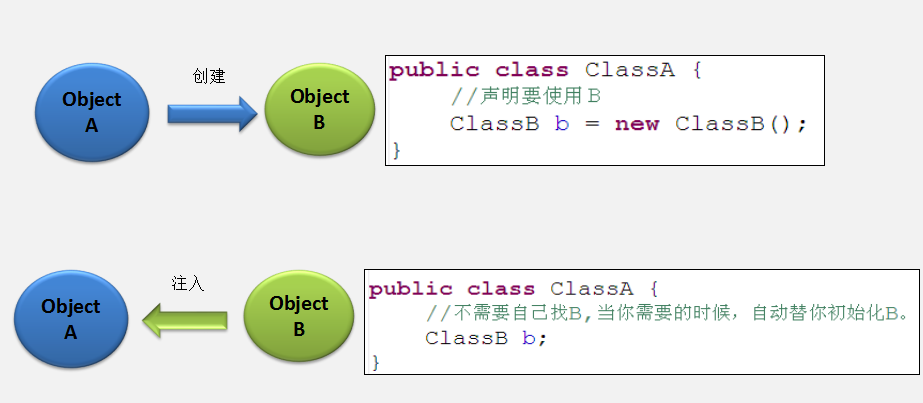 创建
Object
A
Object
B
public class ClassA {
//声明要使用B
ClassB b = new ClassB();
}
注入
Object
A
Object
B
public class ClassA {
//不需要自己找B,当你需要的时候，自动替你初始化B。
ClassB b;
}